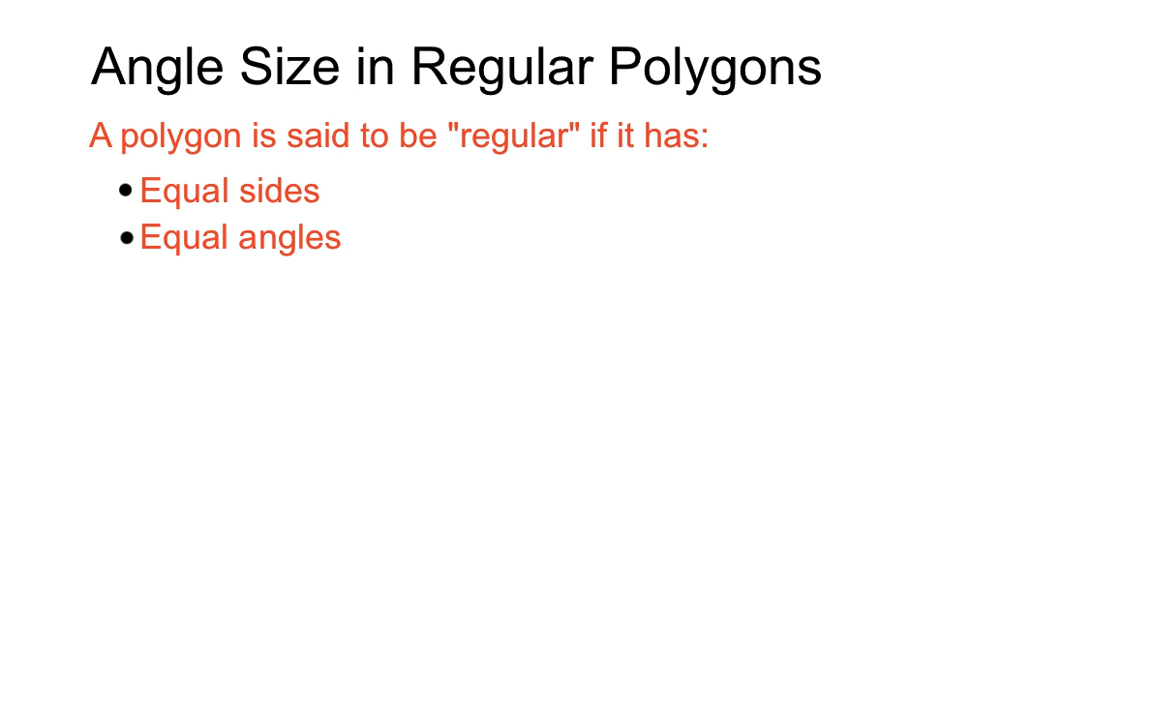 Angle Size in Regular Polygons
A polygon is said to be "regular" if it has:
• Equal sides
• Equal angles